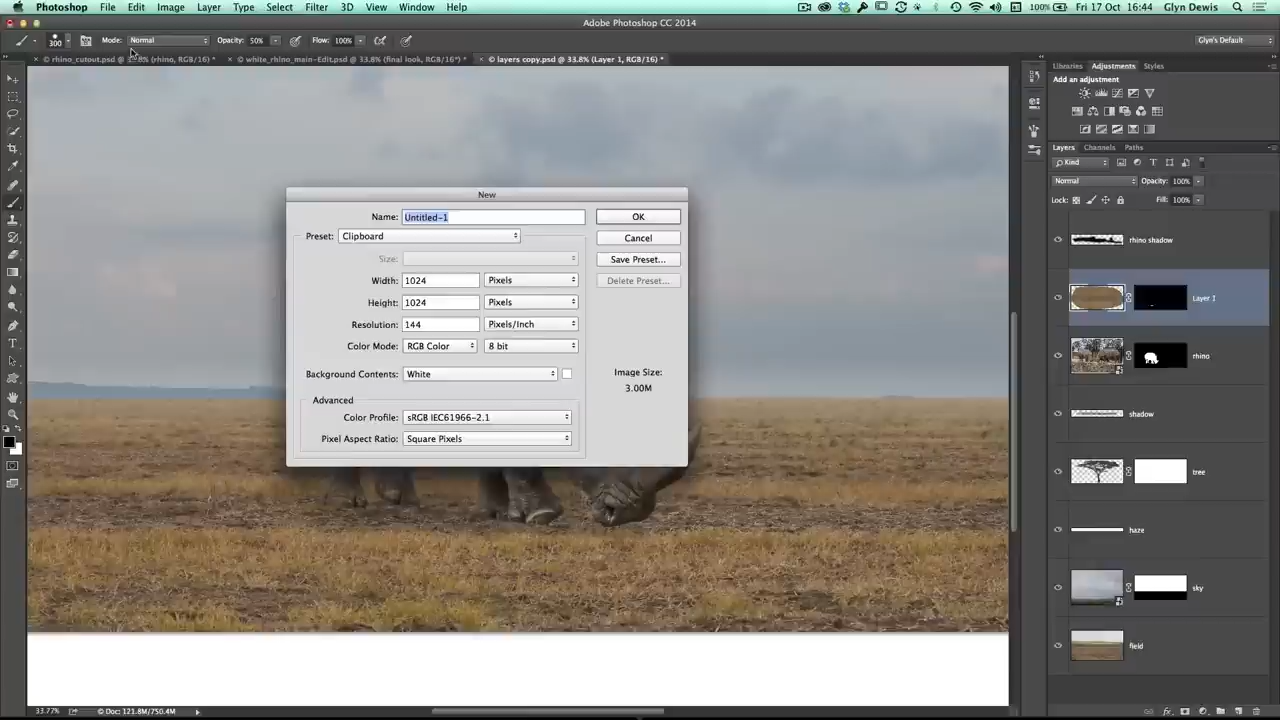 Photoshop File Edit Image Layer Type Select Filter 3D View Window Help 100% Fri 17 Oct 16:44 Glyn Dewis
Adobe Photoshop CC 2014
300 Mode: Normal Opacity: 50% Flow: 100% Glyn's Default
© rhino_cutout.psd @ 33.8% (rhino, RGB/16) * © white_rhino_main-Edit.psd @ 33.8% (final look, RGB/16*) * © layers copy.psd @ 33.8% (Layer 1, RGB/16) *
Libraries Adjustments Styles
Add an adjustment
Layers Channels Paths
Kind
Normal Opacity: 100%
Lock: Fill: 100%
New
Name: Untitled-1 OK
Preset: Clipboard Cancel
Size: Save Preset...
Width: 1024 Pixels Delete Preset...
Height: 1024 Pixels
Resolution: 144 Pixels/Inch
Color Mode: RGB Color 8 bit
Background Contents: White
Image Size:
3.00M
Advanced
Color Profile: sRGB IEC61966-2.1
Pixel Aspect Ratio: Square Pixels
rhino shadow
Layer 1
rhino
shadow
tree
haze
sky
field
33.77% © Doc: 121.8M/750.4M